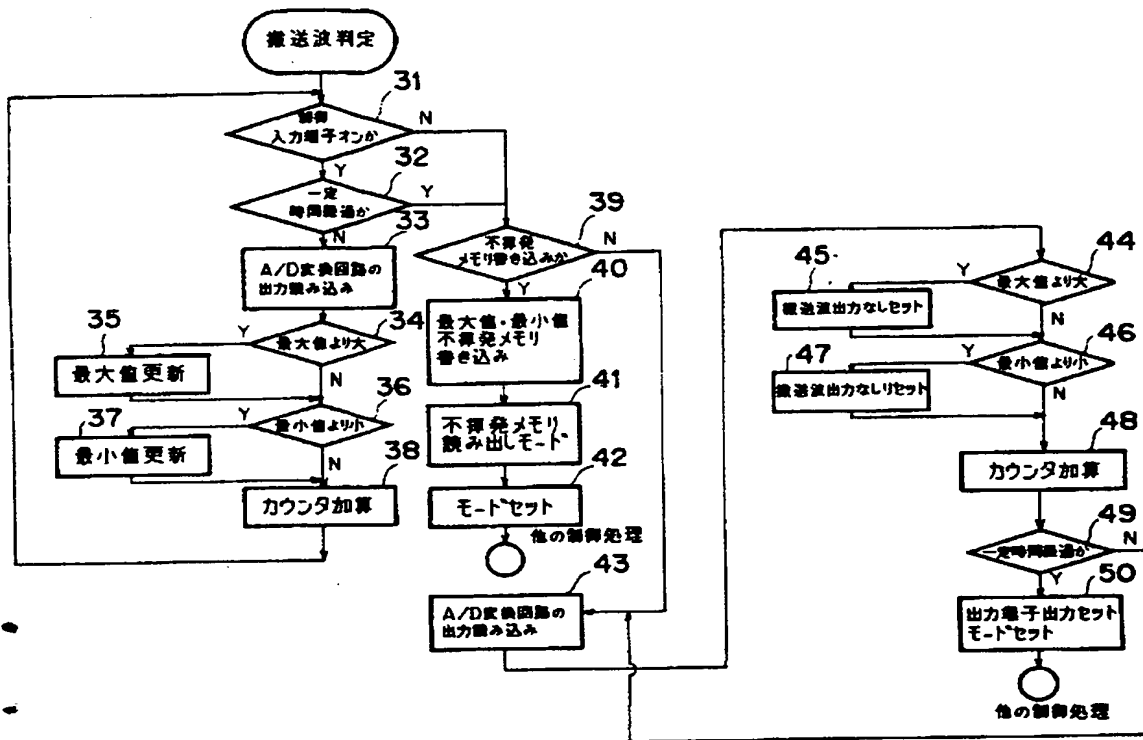 搬送波判定
31
制御
入力端子オンか
N
Y
32
一定
時間経過か
Y
N
33
A/D変換回路の
出力読み込み
34
最大値より大
Y
N
35
最大値更新
36
最小値より小
Y
N
37
最小値更新
38
カウンタ加算
39
不揮発
メモリ書き込みか
N
Y
40
最大値・最小値
不揮発メモリ
書き込み
41
不揮発メモリ
読み出しモード
42
モードセット
他の制御処理
43
A/D変換回路の
出力読み込み
44
最大値より大
Y
N
45
搬送波出力なしセット
46
最小値より小
Y
N
47
搬送波出力なしリセット
48
カウンタ加算
49
一定時間経過か
N
Y
50
出力端子出力セット
モードセット
他の制御処理